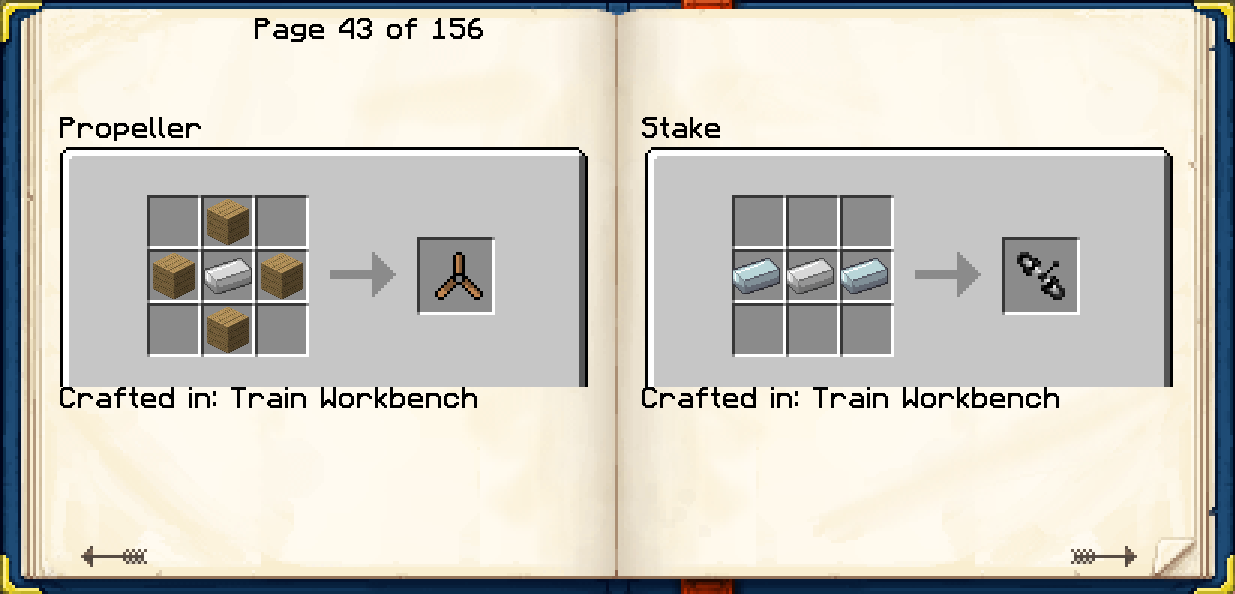 Page 43 of 156
Propeller
Crafted in: Train Workbench
Stake
Crafted in: Train Workbench